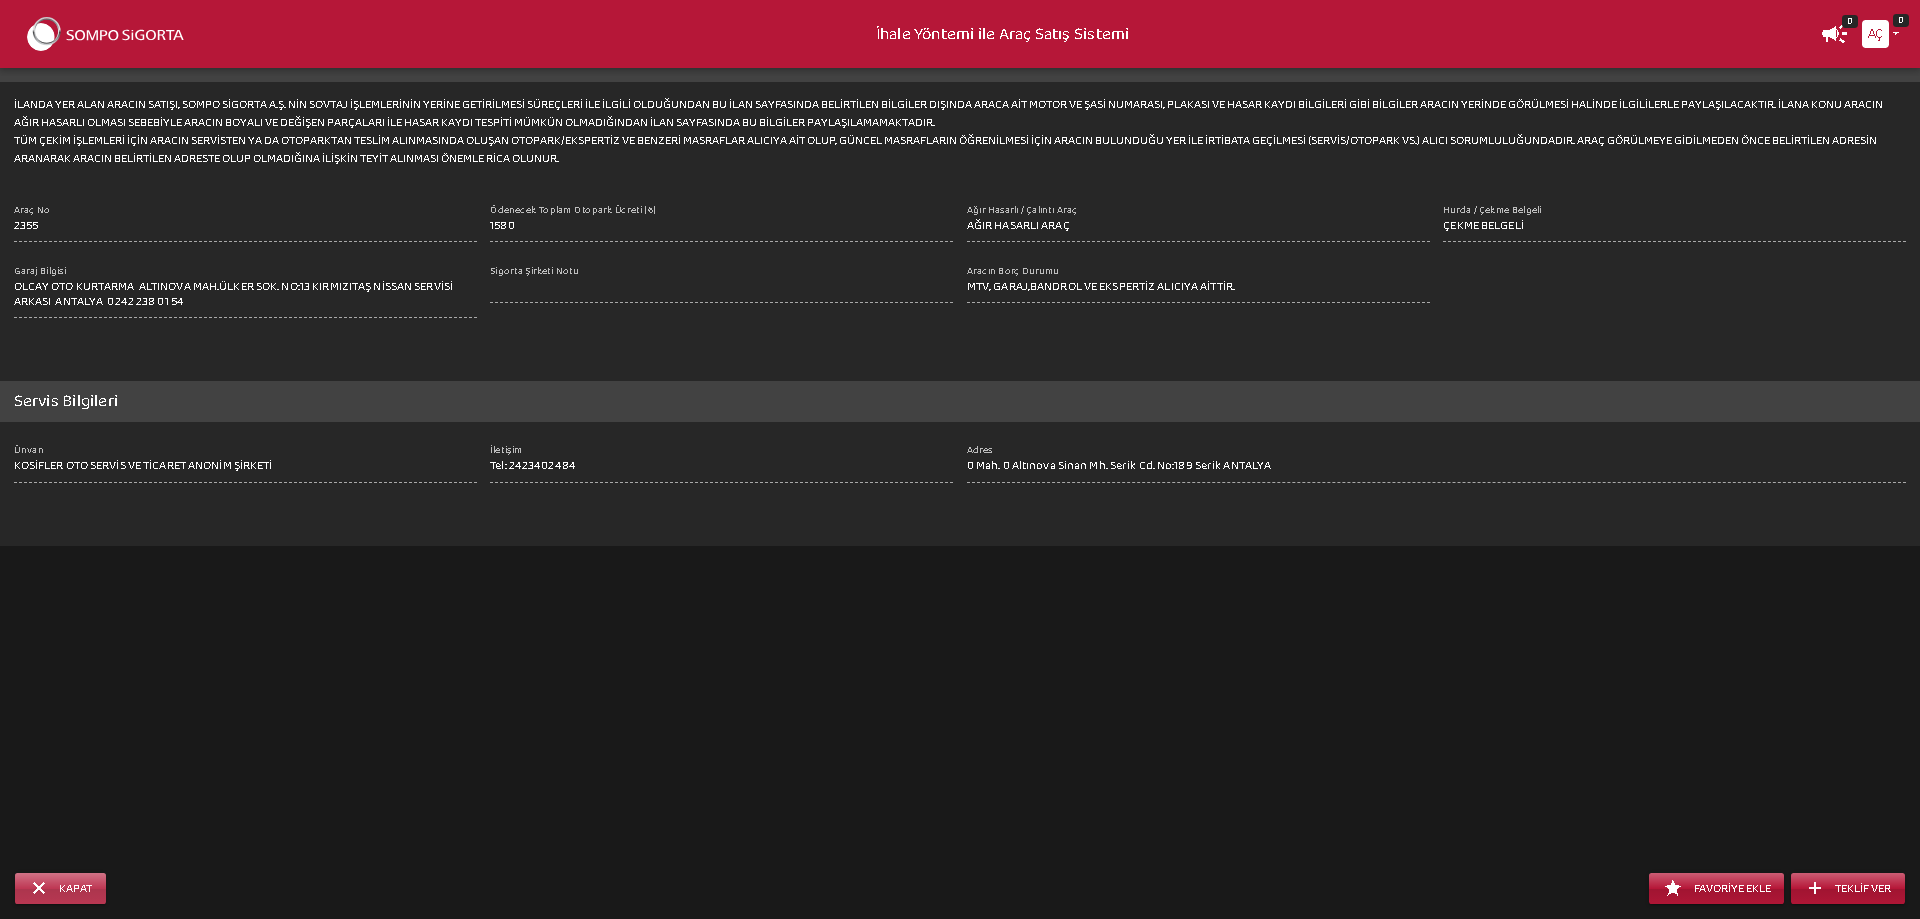 SOMPO SİGORTA
İhale Yöntemi ile Araç Satış Sistemi
0
AÇ
0
İLANDA YER ALAN ARACIN SATIŞI, SOMPO SİGORTA A.Ş. NİN SOVTAJ İŞLEMLERİNİN YERİNE GETİRİLMESİ SÜREÇLERİ İLE İLGİLİ OLDUĞUNDAN BU İLAN SAYFASINDA BELİRTİLEN BİLGİLER DIŞINDA ARACA AİT MOTOR VE ŞASİ NUMARASI, PLAKASI VE HASAR KAYDI BİLGİLERİ GİBİ BİLGİLER ARACIN YERİNDE GÖRÜLMESİ HALİNDE İLGİLİLERLE PAYLAŞILACAKTIR. İLANA KONU ARACIN
AĞIR HASARLI OLMASI SEBEBİYLE ARACIN BOYALI VE DEĞİŞEN PARÇALARI İLE HASAR KAYDI TESPİTİ MÜMKÜN OLMADIĞINDAN İLAN SAYFASINDA BU BİLGİLER PAYLAŞILAMAMAKTADIR.
TÜM ÇEKİM İŞLEMLERİ İÇİN ARACIN SERVİSTEN YA DA OTOPARKTAN TESLİM ALINMASINDA OLUŞAN OTOPARK/EKSPERTİZ VE BENZERİ MASRAFLAR ALICIYA AİT OLUP, GÜNCEL MASRAFLARIN ÖĞRENİLMESİ İÇİN ARACIN BULUNDUĞU YER İLE İRTİBATA GEÇİLMESİ (SERVİS/OTOPARK VS.) ALICI SORUMLULUĞUNDADIR. ARAÇ GÖRÜLMEYE GİDİLMEDEN ÖNCE BELİRTİLEN ADRESİN
ARANARAK ARACIN BELİRTİLEN ADRESTE OLUP OLMADIĞINA İLİŞKİN TEYİT ALINMASI ÖNEMLE RİCA OLUNUR.
Araç No
2355
Ödenecek Toplam Otopark Ücreti (₺)
1580
Ağır Hasarlı / Çalıntı Araç
AĞIR HASARLI ARAÇ
Hurda / Çekme Belgeli
ÇEKME BELGELİ
Garaj Bilgisi
OLCAY OTO KURTARMA ALTINOVA MAH.ÜLKER SOK. NO:13 KIRMIZITAŞ NİSSAN SERVİSİ
ARKASI ANTALYA 0 242 238 01 54
Sigorta Şirketi Notu
Aracın Borç Durumu
MTV, GARAJ,BANDROL VE EKSPERTİZ ALICIYA AİTTİR.
Servis Bilgileri
Ünvan
KOSİFLER OTO SERVİS VE TİCARET ANONİM ŞİRKETİ
İletişim
Tel: 2423402484
Adres
0 Mah. 0 Altınova Sinan Mh. Serik Cd. No:189 Serik ANTALYA
KAPAT
FAVORİYE EKLE
TEKLİF VER